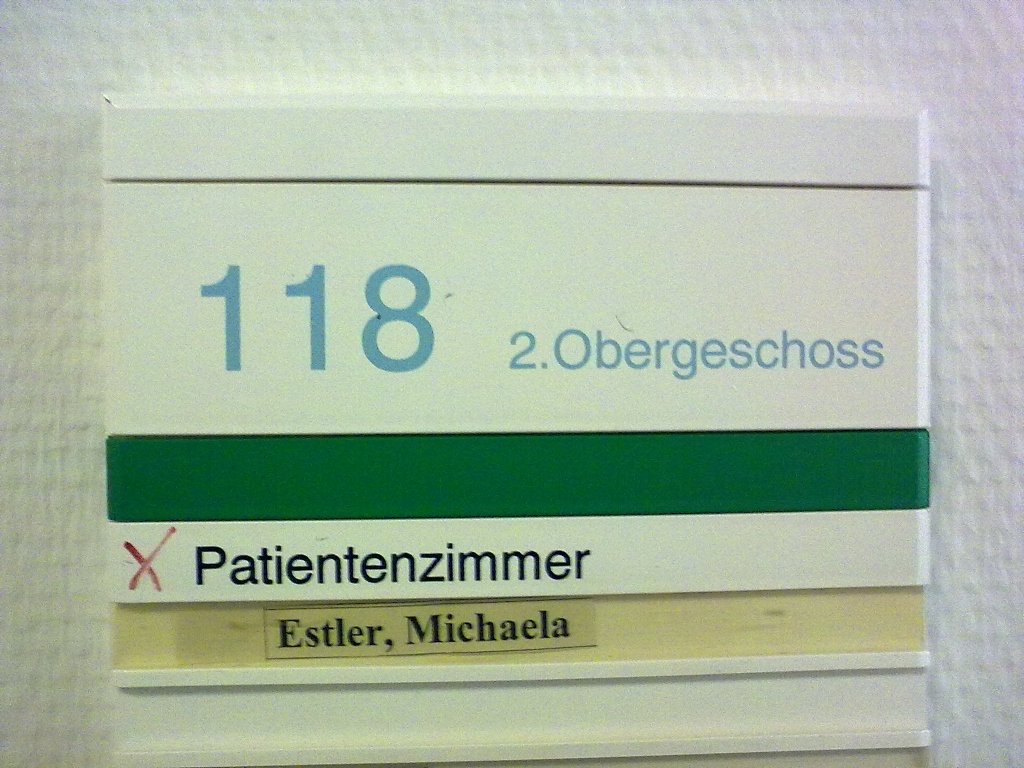 118 2.Obergeschoss
X Patientenzimmer
Estler, Michaela